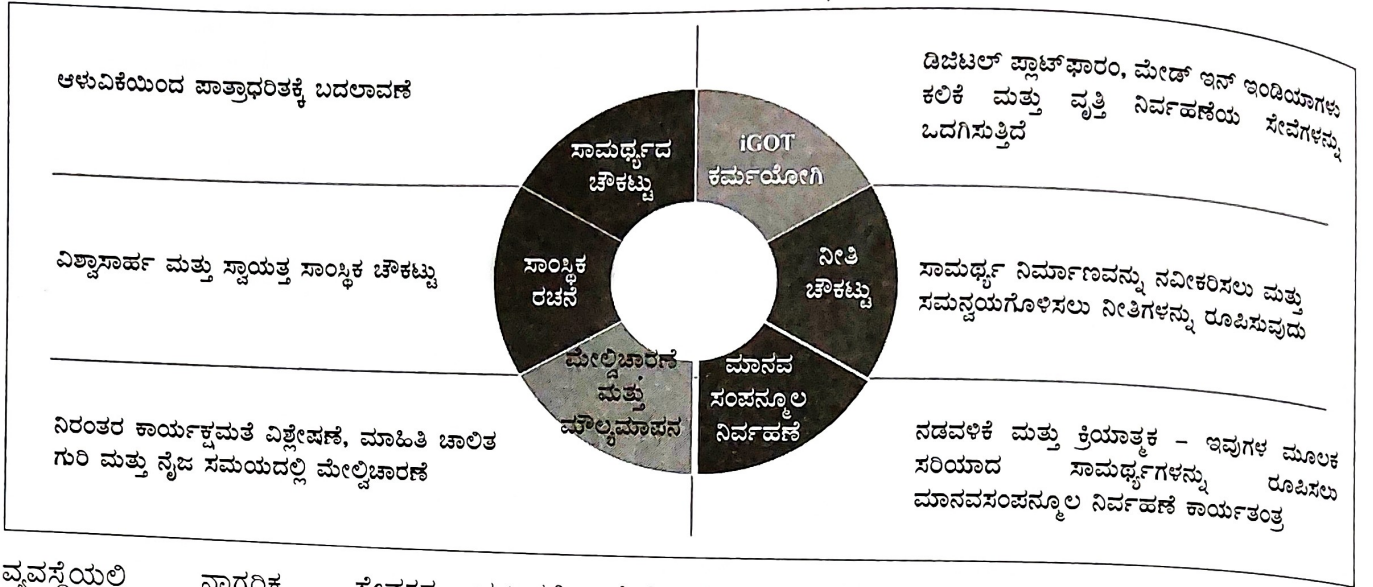 ಆಳುವಿಕೆಯಿಂದ ಪಾತ್ರಾಧರಿತಕ್ಕೆ ಬದಲಾವಣೆ
ಸಾಮರ್ಥ್ಯದ
ಚೌಕಟ್ಟು
iGOT
ಕರ್ಮಯೋಗಿ
ಡಿಜಿಟಲ್ ಪ್ಲಾಟ್‌ಫಾರಂ, ಮೇಡ್ ಇನ್ ಇಂಡಿಯಾಗಳು
ಕಲಿಕೆ ಮತ್ತು ವೃತ್ತಿ ನಿರ್ವಹಣೆಯ ಸೇವೆಗಳನ್ನು
ಒದಗಿಸುತ್ತಿದೆ
ವಿಶ್ವಾಸಾರ್ಹ ಮತ್ತು ಸ್ವಾಯತ್ತ ಸಾಂಸ್ಥಿಕ ಚೌಕಟ್ಟು
ಸಾಂಸ್ಥಿಕ
ರಚನೆ
ನೀತಿ
ಚೌಕಟ್ಟು
ಸಾಮರ್ಥ್ಯ ನಿರ್ಮಾಣವನ್ನು ನವೀಕರಿಸಲು ಮತ್ತು
ಸಮನ್ವಯಗೊಳಿಸಲು ನೀತಿಗಳನ್ನು ರೂಪಿಸುವುದು
ನಿರಂತರ ಕಾರ್ಯಕ್ಷಮತೆ ವಿಶ್ಲೇಷಣೆ, ಮಾಹಿತಿ ಚಾಲಿತ
ಗುರಿ ಮತ್ತು ನೈಜ ಸಮಯದಲ್ಲಿ ಮೇಲ್ವಿಚಾರಣೆ
ಮೇಲ್ವಿಚಾರಣೆ
ಮತ್ತು
ಮೌಲ್ಯಮಾಪನ
ಮಾನವ
ಸಂಪನ್ಮೂಲ
ನಿರ್ವಹಣೆ
ನಡವಳಿಕೆ ಮತ್ತು ಕ್ರಿಯಾತ್ಮಕ – ಇವುಗಳ ಮೂಲಕ
ಸರಿಯಾದ ಸಾಮರ್ಥ್ಯಗಳನ್ನು ರೂಪಿಸಲು
ಮಾನವಸಂಪನ್ಮೂಲ ನಿರ್ವಹಣೆ ಕಾರ್ಯತಂತ್ರ
ವ್ಯವಸ್ಥೆಯಲ್ಲಿ ನಾಗರಿಕ